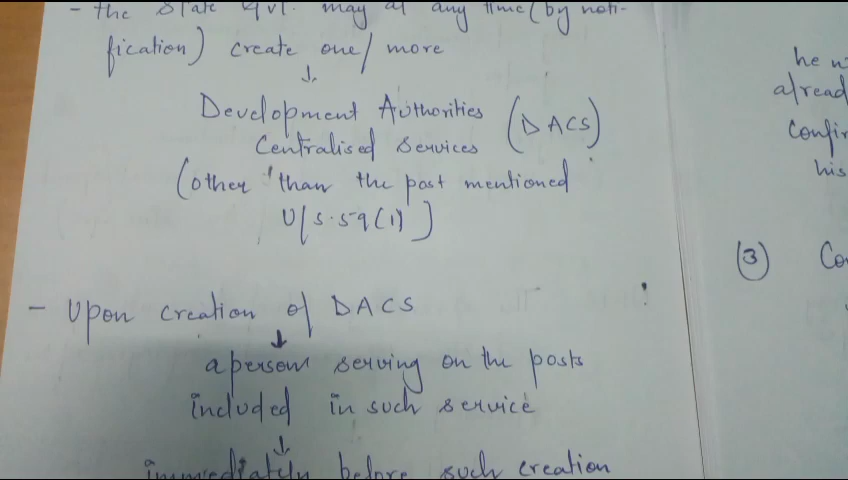 - the State Gvt. may at any time (by noti-
fication) create one/more
↓
Development Authorities
Centralised Services (DACS)
(other than the post mentioned
U/s.59(1)]
- Upon creation of DACS
↓
a person serving on the posts
included in such service
↓
immediately before such creation
he
alread
Confir
his
(3) Co